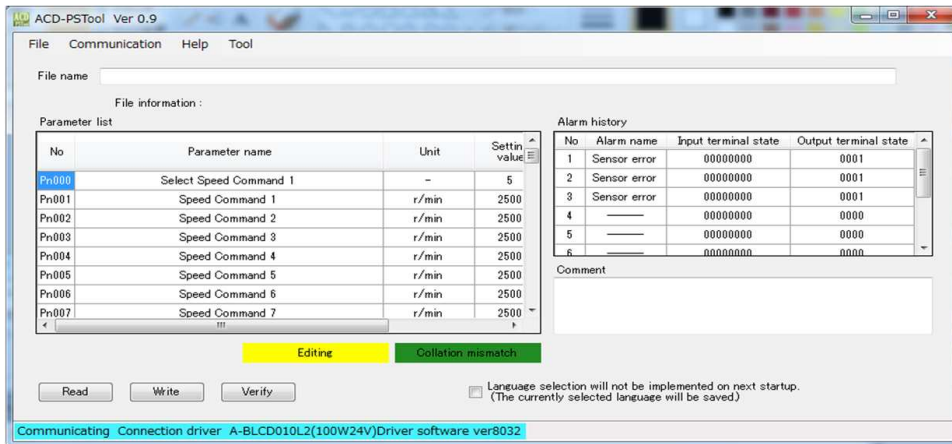 ACD-PSTool Ver 0.9
File Communication Help Tool
File name
File information :
Parameter list
No Parameter name Unit Settin value
Pn000 Select Speed Command 1 - 5
Pn001 Speed Command 1 r/min 2500
Pn002 Speed Command 2 r/min 2500
Pn003 Speed Command 3 r/min 2500
Pn004 Speed Command 4 r/min 2500
Pn005 Speed Command 5 r/min 2500
Pn006 Speed Command 6 r/min 2500
Pn007 Speed Command 7 r/min 2500
Alarm history
No Alarm name Input terminal state Output terminal state
1 Sensor error 00000000 0001
2 Sensor error 00000000 0001
3 Sensor error 00000000 0001
4 ——— 00000000 0000
5 ——— 00000000 0000
6 ——— 00000000 0000
Comment
Editing Collation mismatch
Read Write Verify
Language selection will not be implemented on next startup.
(The currently selected language will be saved.)
Communicating Connection driver A-BLCD010L2(100W24V)Driver software ver8032